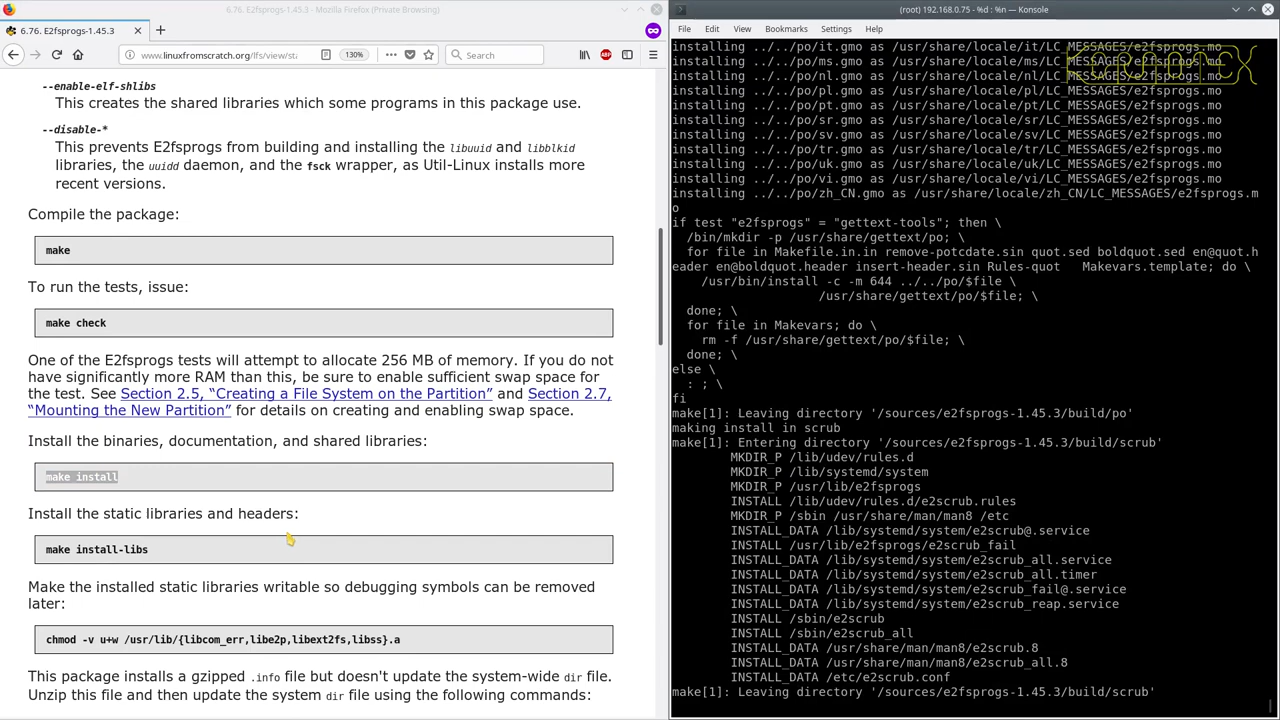 6.76. E2fsprogs-1.45.3 - Mozilla Firefox (Private Browsing)
6.76. E2fsprogs-1.45.3
www.linuxfromscratch.org/lfs/view/sta
130%
Search
--enable-elf-shlibs
This creates the shared libraries which some programs in this package use.
--disable-*
This prevents E2fsprogs from building and installing the libuuid and libblkid
libraries, the uuidd daemon, and the fsck wrapper, as Util-Linux installs more
recent versions.
Compile the package:
make
To run the tests, issue:
make check
One of the E2fsprogs tests will attempt to allocate 256 MB of memory. If you do not
have significantly more RAM than this, be sure to enable sufficient swap space for
the test. See Section 2.5, “Creating a File System on the Partition” and Section 2.7,
“Mounting the New Partition” for details on creating and enabling swap space.
Install the binaries, documentation, and shared libraries:
make install
Install the static libraries and headers:
make install-libs
Make the installed static libraries writable so debugging symbols can be removed
later:
chmod -v u+w /usr/lib/{libcom_err,libe2p,libext2fs,libss}.a
This package installs a gzipped .info file but doesn't update the system-wide dir file.
Unzip this file and then update the system dir file using the following commands:
(root) 192.168.0.75 - %d : %n — Konsole
File Edit View Bookmarks Settings Help
installing ../../po/it.gmo as /usr/share/locale/it/LC_MESSAGES/e2fsprogs.mo
installing ../../po/ms.gmo as /usr/share/locale/ms/LC_MESSAGES/e2fsprogs.mo
installing ../../po/nl.gmo as /usr/share/locale/nl/LC_MESSAGES/e2fsprogs.mo
installing ../../po/pl.gmo as /usr/share/locale/pl/LC_MESSAGES/e2fsprogs.mo
installing ../../po/pt.gmo as /usr/share/locale/pt/LC_MESSAGES/e2fsprogs.mo
installing ../../po/sr.gmo as /usr/share/locale/sr/LC_MESSAGES/e2fsprogs.mo
installing ../../po/sv.gmo as /usr/share/locale/sv/LC_MESSAGES/e2fsprogs.mo
installing ../../po/tr.gmo as /usr/share/locale/tr/LC_MESSAGES/e2fsprogs.mo
installing ../../po/uk.gmo as /usr/share/locale/uk/LC_MESSAGES/e2fsprogs.mo
installing ../../po/vi.gmo as /usr/share/locale/vi/LC_MESSAGES/e2fsprogs.mo
installing ../../po/zh_CN.gmo as /usr/share/locale/zh_CN/LC_MESSAGES/e2fsprogs.m
o
if test "e2fsprogs" = "gettext-tools"; then \
/bin/mkdir -p /usr/share/gettext/po; \
for file in Makefile.in.in remove-potcdate.sin quot.sed boldquot.sed en@quot.h
eader en@boldquot.header insert-header.sin Rules-quot Makevars.template; do \
/usr/bin/install -c -m 644 ../../po/$file \
/usr/share/gettext/po/$file; \
done; \
for file in Makevars; do \
rm -f /usr/share/gettext/po/$file; \
done; \
else \
: ; \
fi
make[1]: Leaving directory '/sources/e2fsprogs-1.45.3/build/po'
making install in scrub
make[1]: Entering directory '/sources/e2fsprogs-1.45.3/build/scrub'
MKDIR_P /lib/udev/rules.d
MKDIR_P /lib/systemd/system
MKDIR_P /usr/lib/e2fsprogs
INSTALL /lib/udev/rules.d/e2scrub.rules
MKDIR_P /sbin /usr/share/man/man8 /etc
INSTALL_DATA /lib/systemd/system/e2scrub@.service
INSTALL /usr/lib/e2fsprogs/e2scrub_fail
INSTALL_DATA /lib/systemd/system/e2scrub_all.service
INSTALL_DATA /lib/systemd/system/e2scrub_all.timer
INSTALL_DATA /lib/systemd/system/e2scrub_fail@.service
INSTALL_DATA /lib/systemd/system/e2scrub_reap.service
INSTALL /sbin/e2scrub
INSTALL /sbin/e2scrub_all
INSTALL_DATA /usr/share/man/man8/e2scrub.8
INSTALL_DATA /usr/share/man/man8/e2scrub_all.8
INSTALL_DATA /etc/e2scrub.conf
make[1]: Leaving directory '/sources/e2fsprogs-1.45.3/build/scrub'